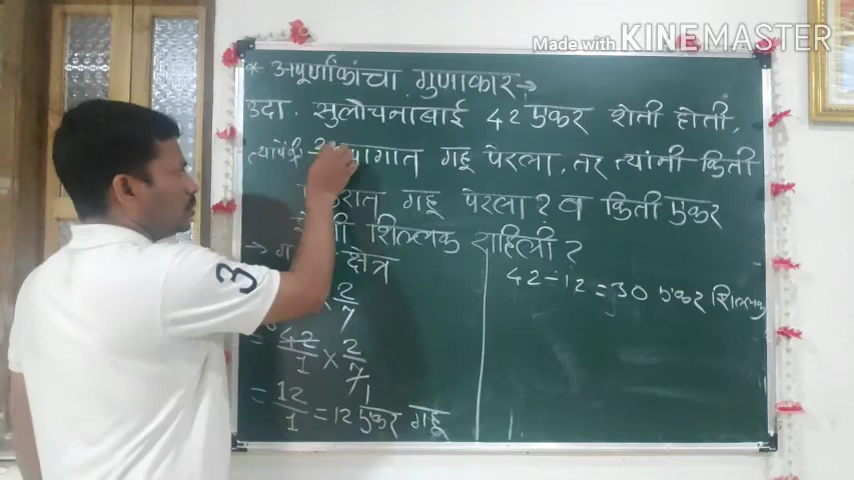 Made with KINEMASTER
* अपूर्णांकांचा गुणाकार →
उदा. सुलोचनाबाई 42 एकर शेती होती,
त्यापैकी भागात गहू पेरला. तर त्यांनी किती
गहू पेरला? व किती एकर
शिल्लक राहिली?
→ क्षेत्र
2/7
= 42/1 × 2/7
= 12/1 = 12 एकर गहू
42 - 12 = 30 एकर शिल्लक
3